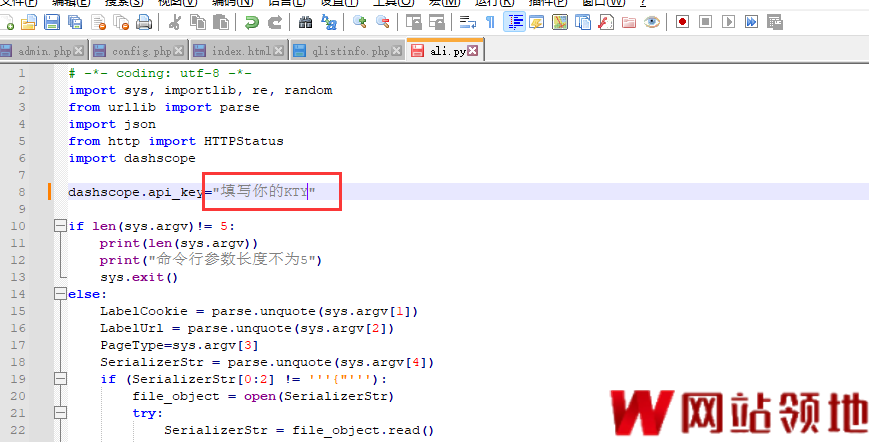 文件(F) 编辑(E) 搜索(S) 视图(V) 编码(N) 语言(L) 设置(T) 工具(O) 宏(M) 运行(R) 插件(P) 窗口(W) ?
admin.php config.php index.html qlistinfo.php ali.py
1 # -*- coding: utf-8 -*-
2 import sys, importlib, re, random
3 from urllib import parse
4 import json
5 from http import HTTPStatus
6 import dashscope
7
8 dashscope.api_key="填写你的KTY"
9
10 if len(sys.argv)!= 5:
11 print(len(sys.argv))
12 print("命令行参数长度不为5")
13 sys.exit()
14 else:
15 LabelCookie = parse.unquote(sys.argv[1])
16 LabelUrl = parse.unquote(sys.argv[2])
17 PageType=sys.argv[3]
18 SerializerStr = parse.unquote(sys.argv[4])
19 if (SerializerStr[0:2] != '''{"'''):
20 file_object = open(SerializerStr)
21 try:
22 SerializerStr = file_object.read()
网站领地